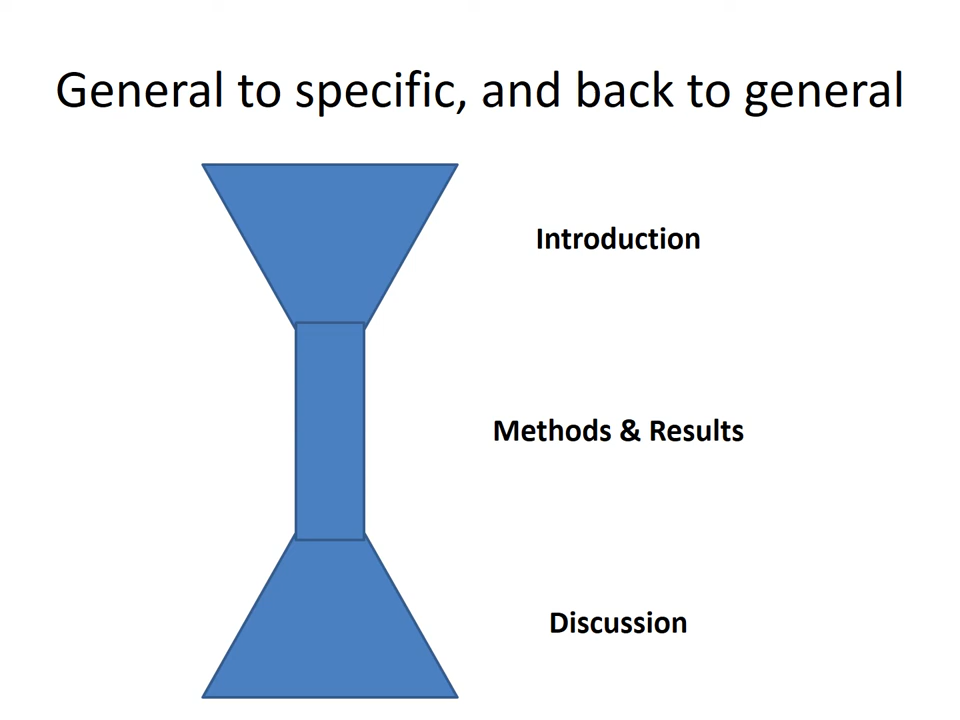 General to specific, and back to general
Introduction
Methods & Results
Discussion